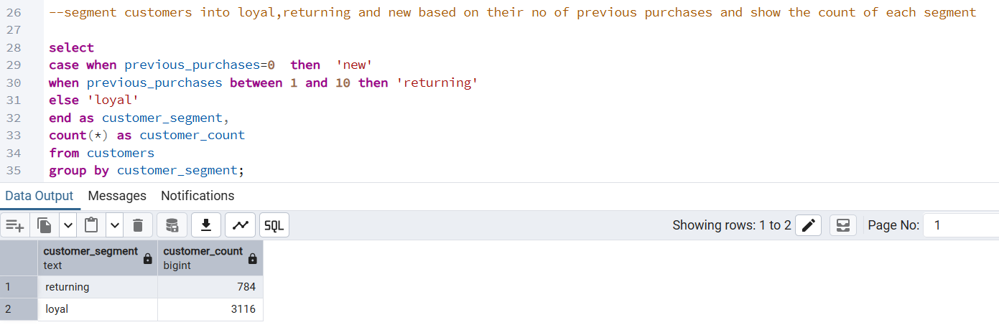 26 --segment customers into loyal,returning and new based on their no of previous purchases and show the count of each segment
27
28 select
29 case when previous_purchases=0  then  'new'
30 when previous_purchases between 1 and 10 then 'returning'
31 else 'loyal'
32 end as customer_segment,
33 count(*) as customer_count
34 from customers
35 group by customer_segment;
Data Output Messages Notifications
SQL Showing rows: 1 to 2 Page No: 1
customer_segment customer_count
text bigint
1 returning 784
2 loyal 3116